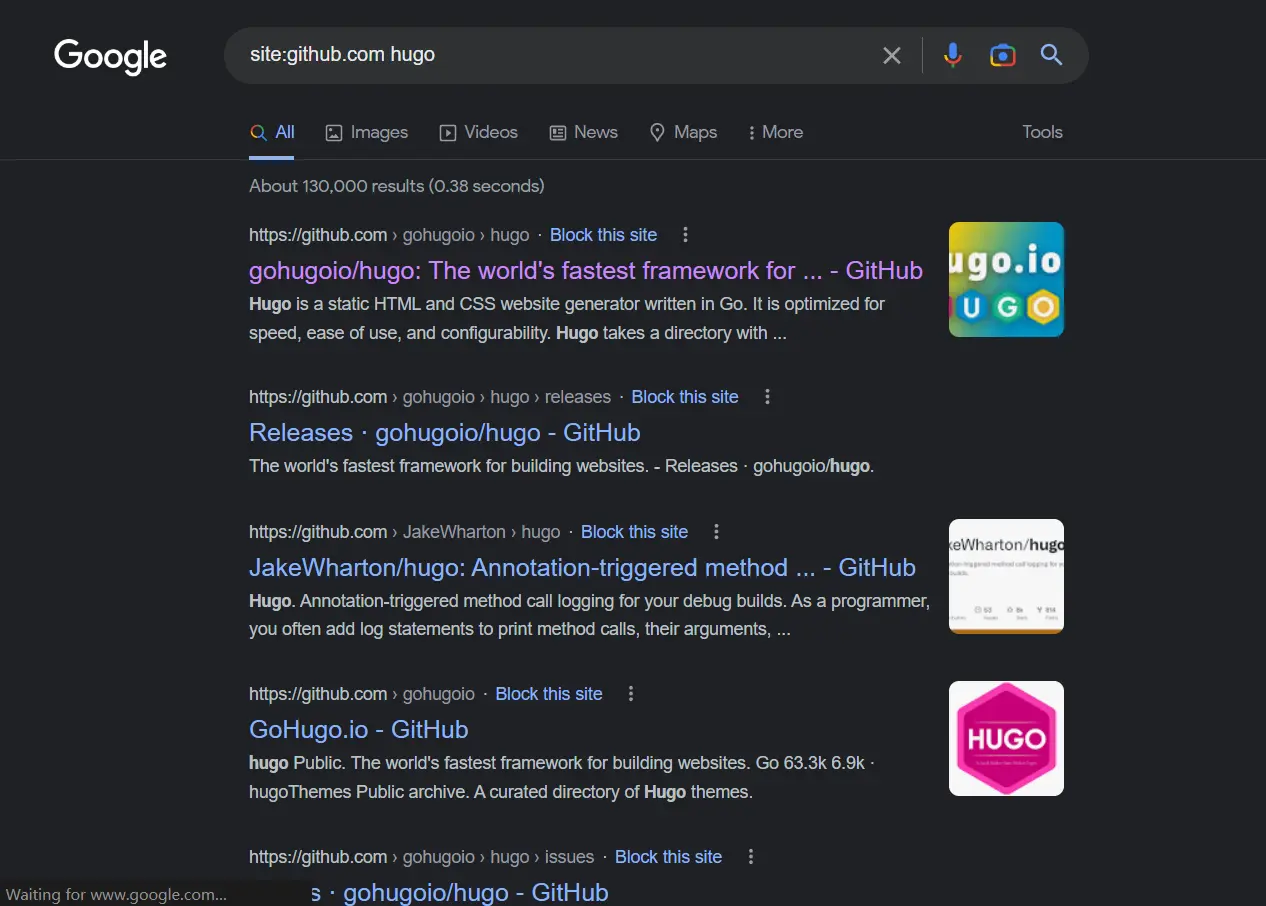 Google
site:github.com hugo
All Images Videos News Maps More Tools
About 130,000 results (0.38 seconds)
https://github.com › gohugoio › hugo · Block this site
gohugoio/hugo: The world's fastest framework for ... - GitHub
Hugo is a static HTML and CSS website generator written in Go. It is optimized for
speed, ease of use, and configurability. Hugo takes a directory with ...
ugo.io
U G O
https://github.com › gohugoio › hugo › releases · Block this site
Releases · gohugoio/hugo - GitHub
The world's fastest framework for building websites. - Releases · gohugoio/hugo.
https://github.com › JakeWharton › hugo · Block this site
JakeWharton/hugo: Annotation-triggered method ... - GitHub
Hugo. Annotation-triggered method call logging for your debug builds. As a programmer,
you often add log statements to print method calls, their arguments, ...
keWharton/hugo
https://github.com › gohugoio · Block this site
GoHugo.io - GitHub
hugo Public. The world's fastest framework for building websites. Go 63.3k 6.9k ·
hugoThemes Public archive. A curated directory of Hugo themes.
HUGO
https://github.com › gohugoio › hugo › issues · Block this site
s · gohugoio/hugo - GitHub
Waiting for www.google.com...